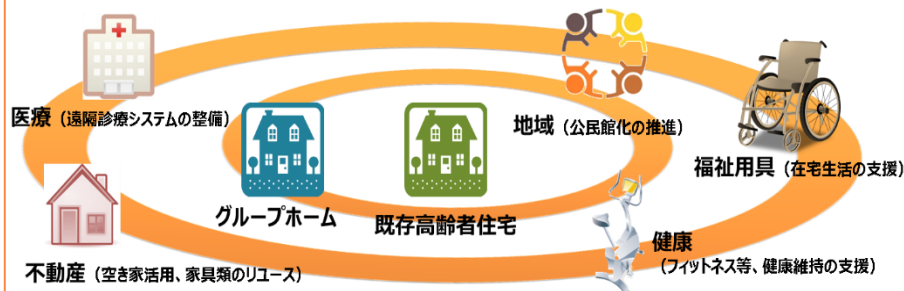 医療（遠隔診療システムの整備）
地域（公民館化の推進）
福祉用具（在宅生活の支援）
グループホーム
既存高齢者住宅
健康
（フィットネス等、健康維持の支援）
不動産（空き家活用、家具類のリユース）